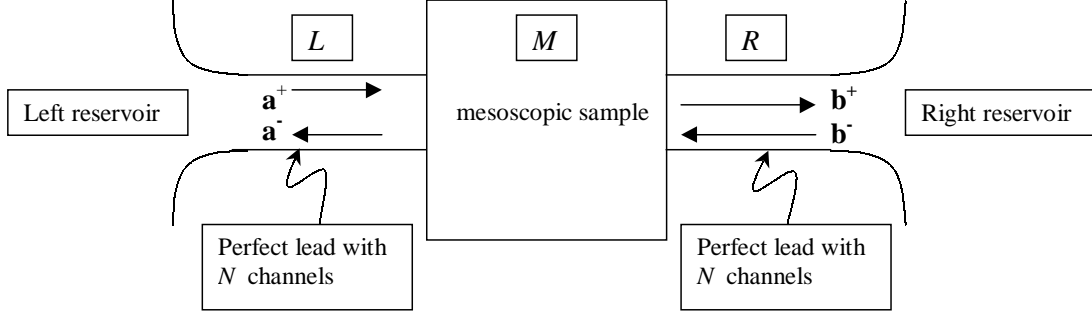 L
M
R
Left reservoir
a⁺
a⁻
mesoscopic sample
b⁺
b⁻
Right reservoir
Perfect lead with
N channels
Perfect lead with
N channels